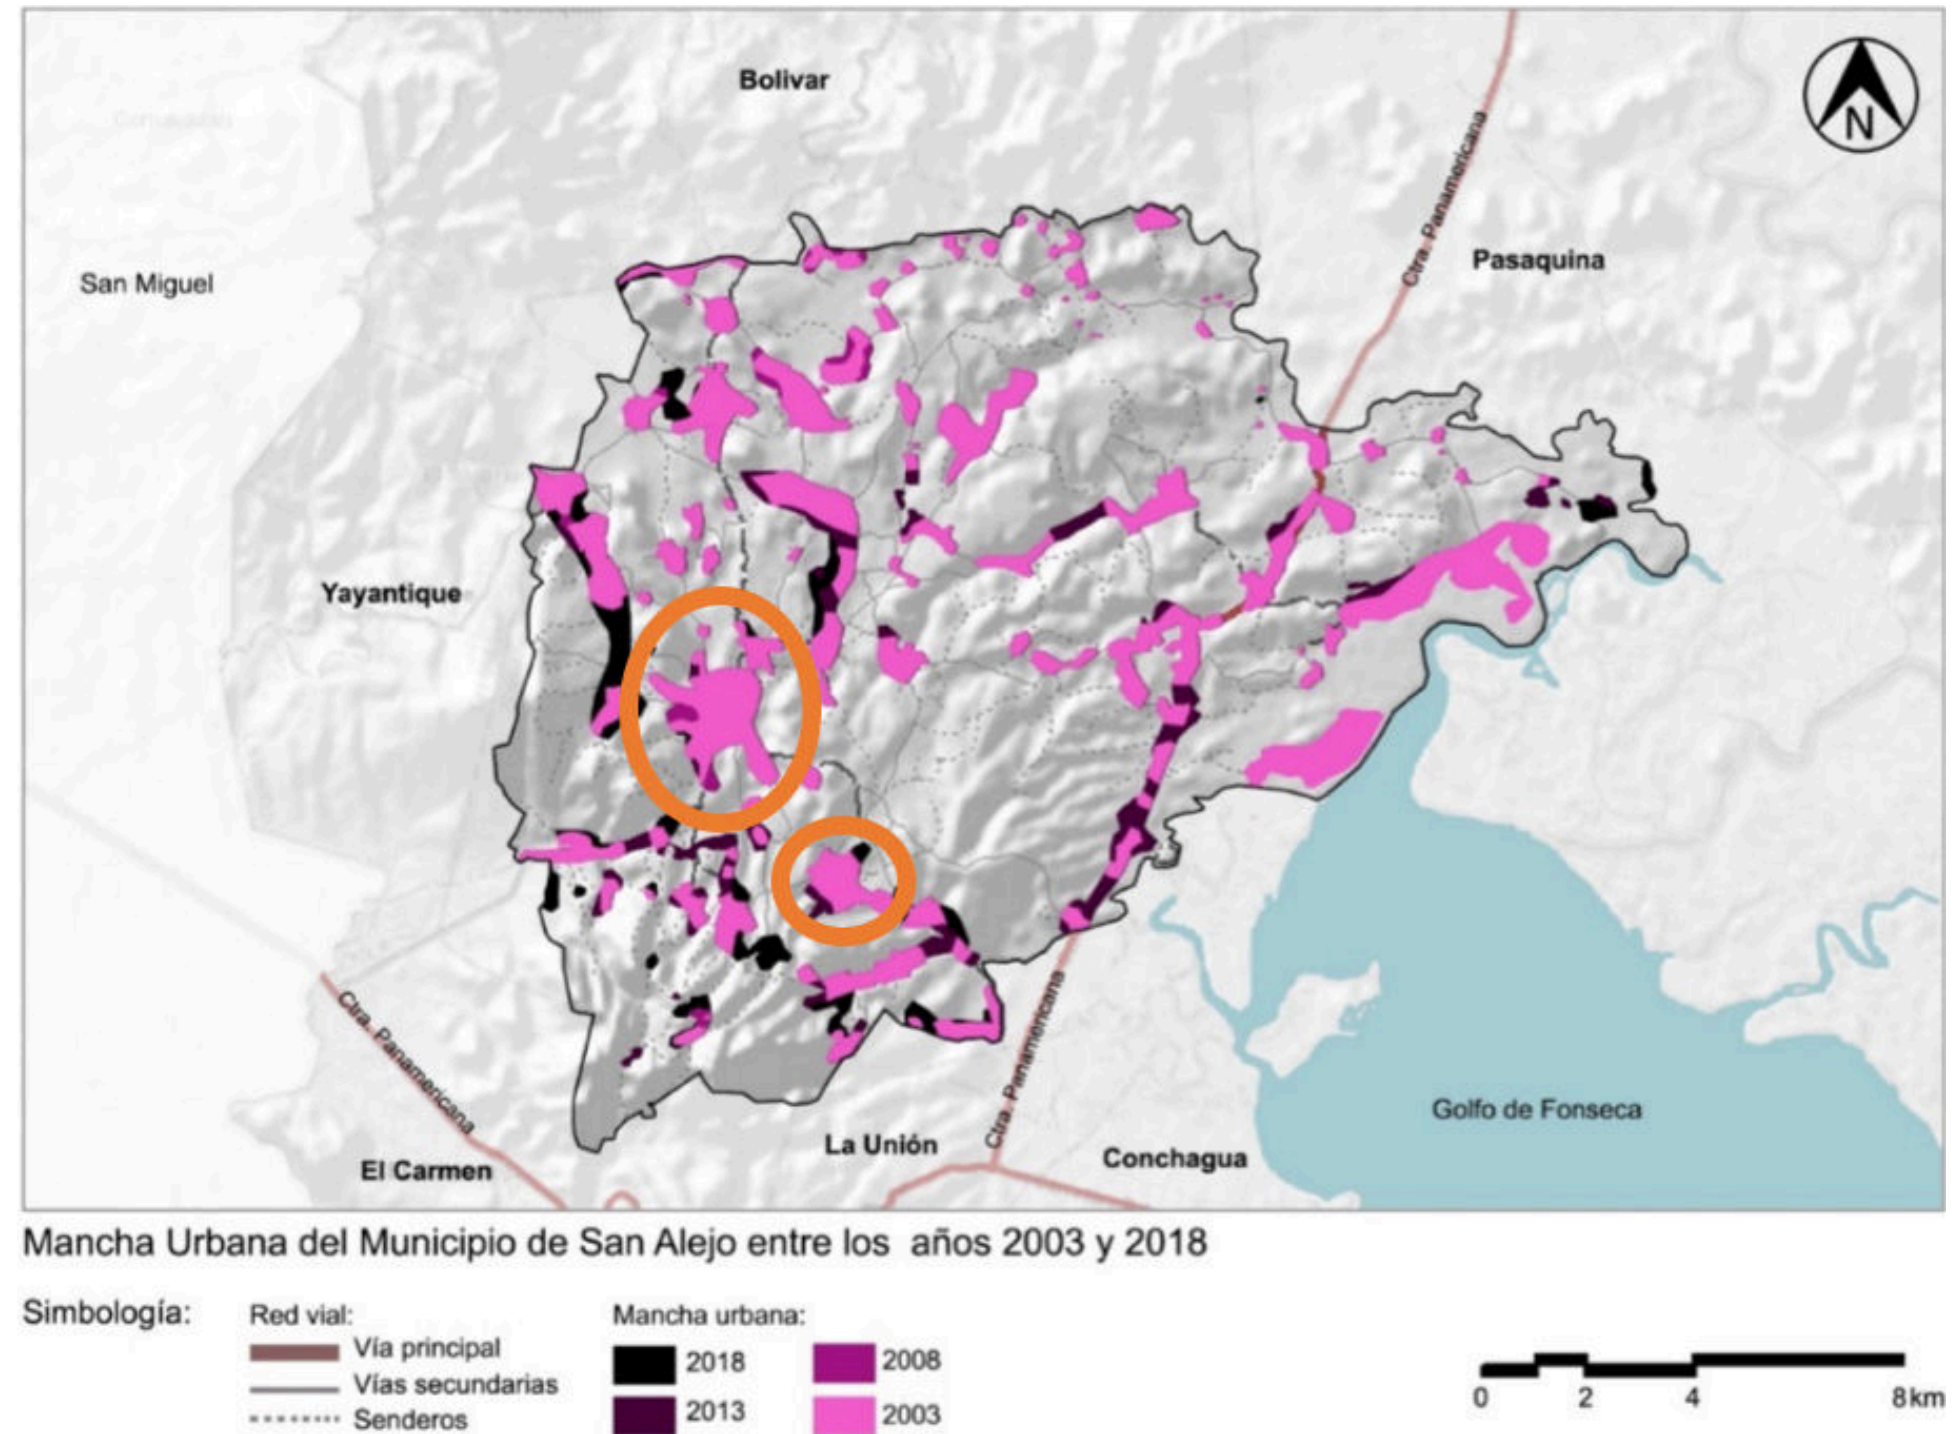 Bolivar
N
Ctra. Panamericana
Pasaquina
San Miguel
Yayantique
Ctra. Panamericana
Ctra. Panamericana
Golfo de Fonseca
La Unión
Conchagua
El Carmen
Mancha Urbana del Municipio de San Alejo entre los años 2003 y 2018
Simbología:
Red vial:
Vía principal
Vías secundarias
Senderos
Mancha urbana:
2018
2008
2013
2003
0 2 4 8 km